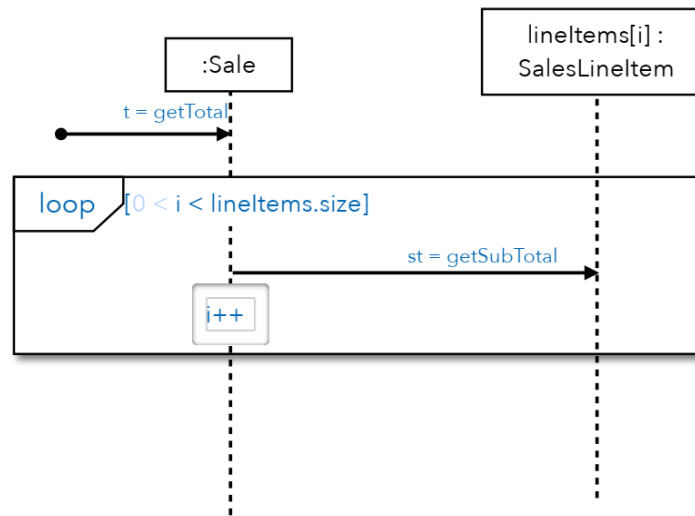 :Sale
lineItems[i] :
SalesLineItem
t = getTotal
loop
[0 < i < lineItems.size]
st = getSubTotal
i++